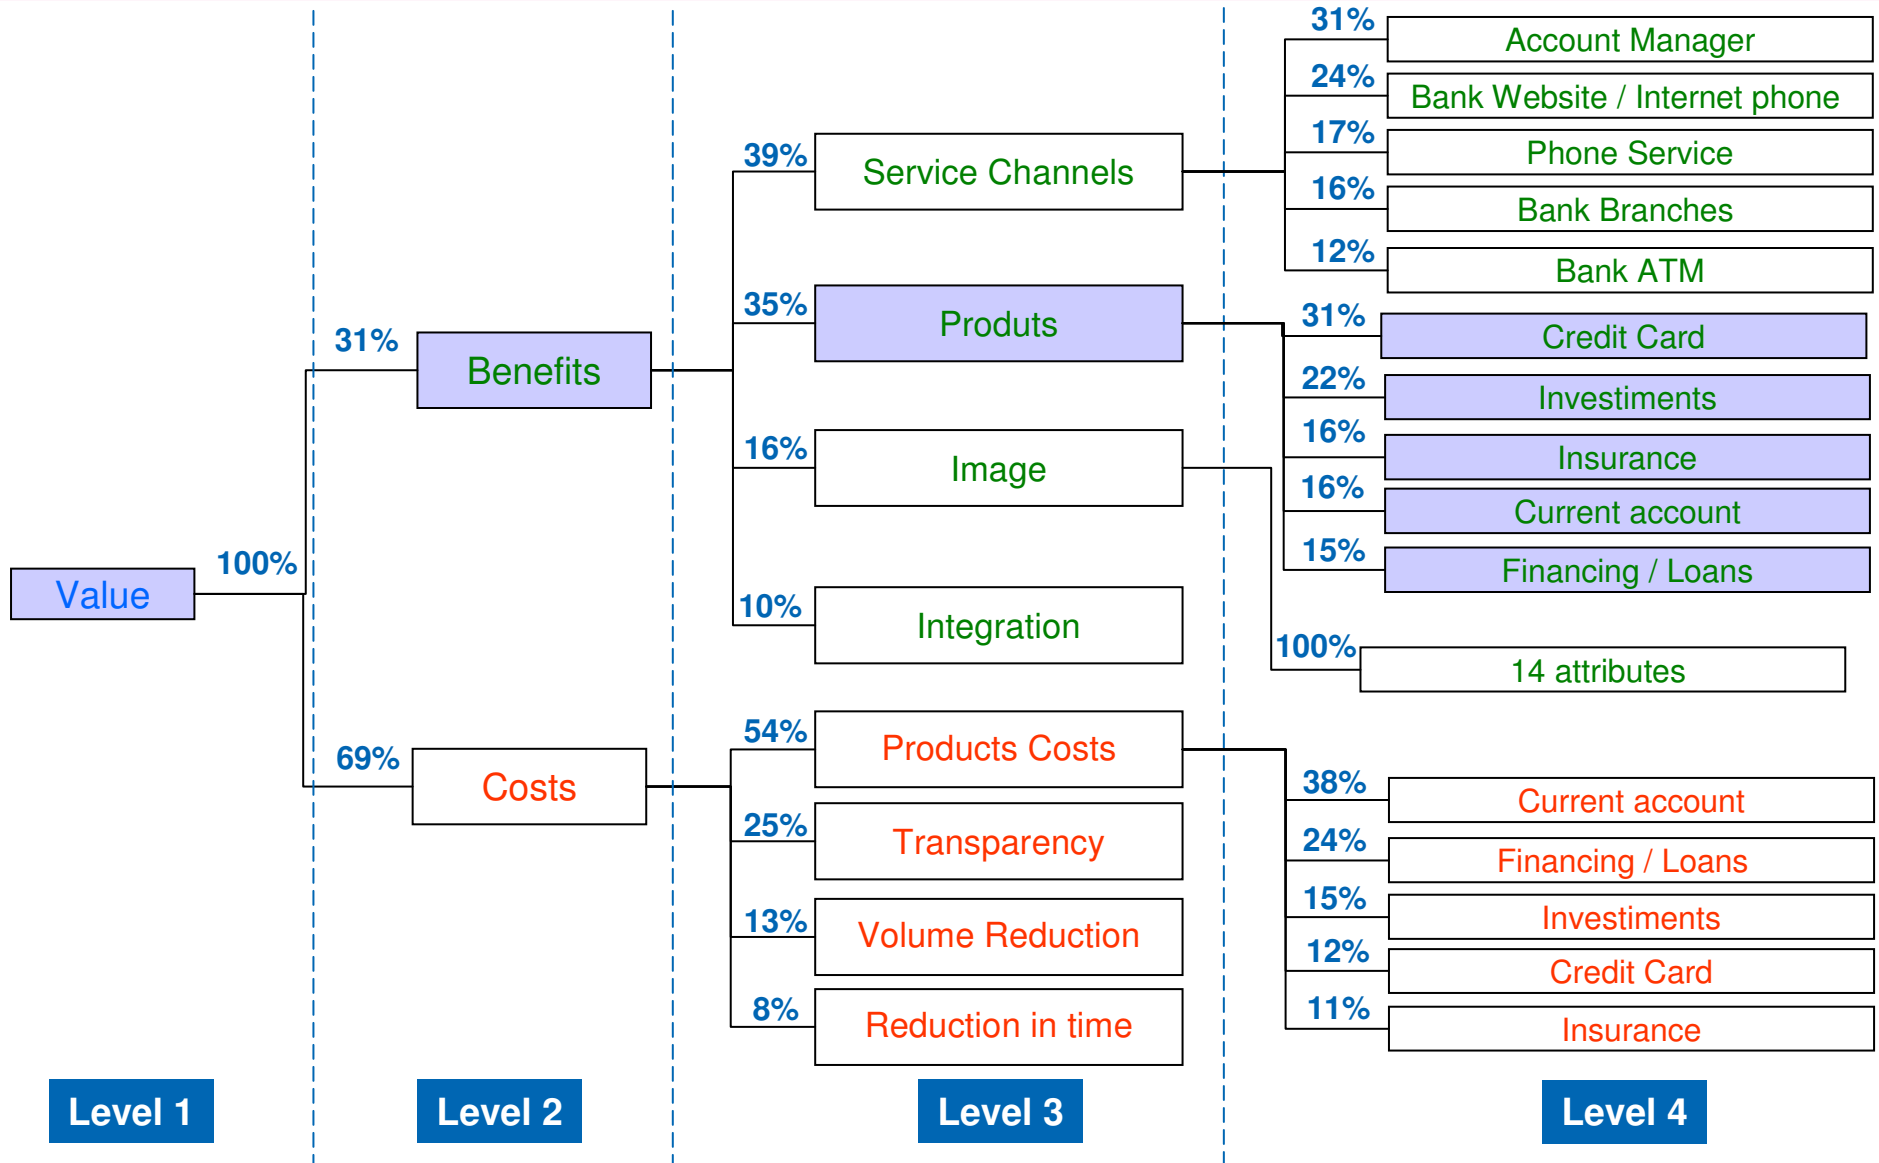 31%
Account Manager
24%
Bank Website / Internet phone
17%
Phone Service
16%
Bank Branches
12%
Bank ATM
39%
Service Channels
35%
Produts
31%
Credit Card
22%
Investiments
16%
Insurance
16%
Current account
15%
Financing / Loans
31%
Benefits
16%
Image
10%
Integration
100%
14 attributes
100%
Value
69%
Costs
54%
Products Costs
25%
Transparency
13%
Volume Reduction
8%
Reduction in time
38%
Current account
24%
Financing / Loans
15%
Investiments
12%
Credit Card
11%
Insurance
Level 1
Level 2
Level 3
Level 4